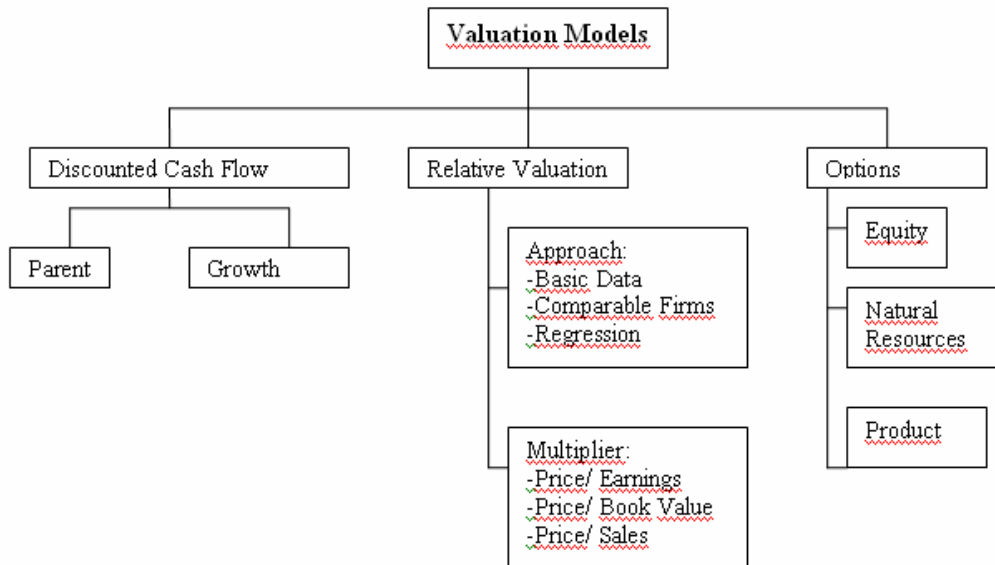 Valuation Models
Discounted Cash Flow
Relative Valuation
Options
Parent
Growth
Approach:
-Basic Data
-Comparable Firms
-Regression
Multiplier:
-Price/ Earnings
-Price/ Book Value
-Price/ Sales
Equity
Natural
Resources
Product